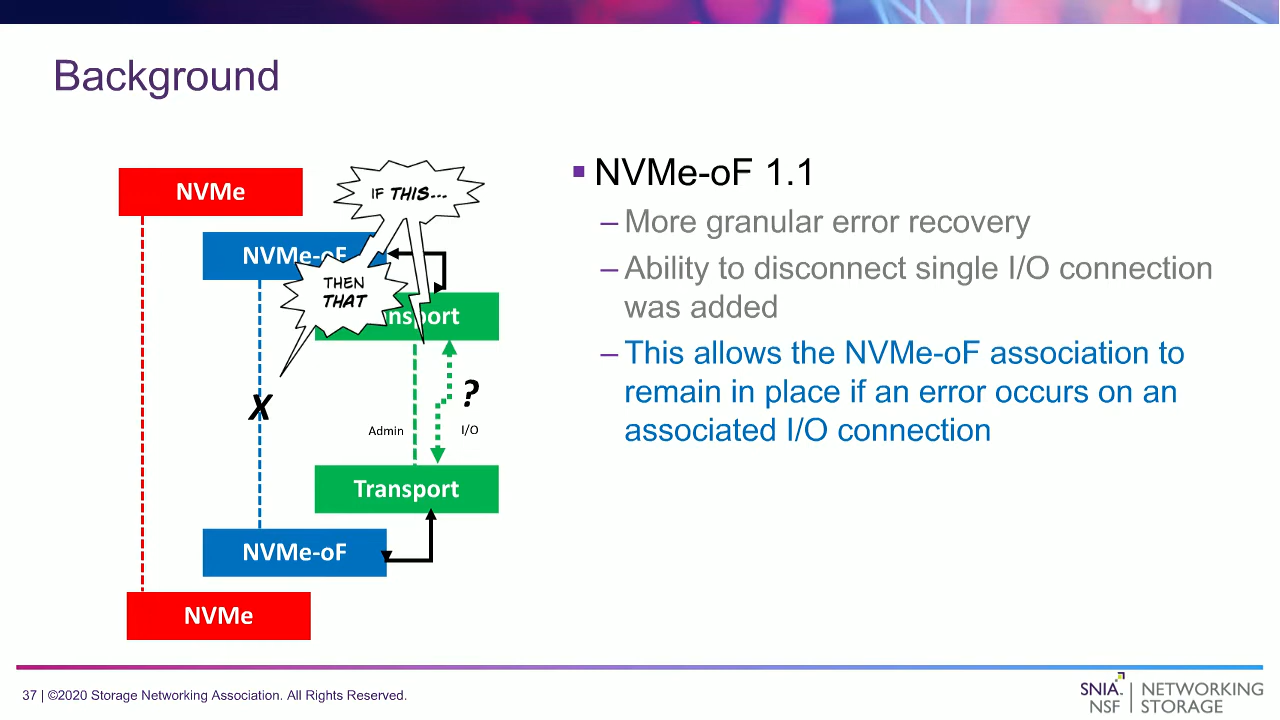 Background
NVMe
IF THIS...
NVMe-oF
THEN
THAT
nsport
X
?
Admin
I/O
Transport
NVMe-oF
NVMe
▪ NVMe-oF 1.1
– More granular error recovery
– Ability to disconnect single I/O connection
was added
– This allows the NVMe-oF association to
remain in place if an error occurs on an
associated I/O connection
37 | ©2020 Storage Networking Association. All Rights Reserved.
SNIA. | NETWORKING
NSF | STORAGE